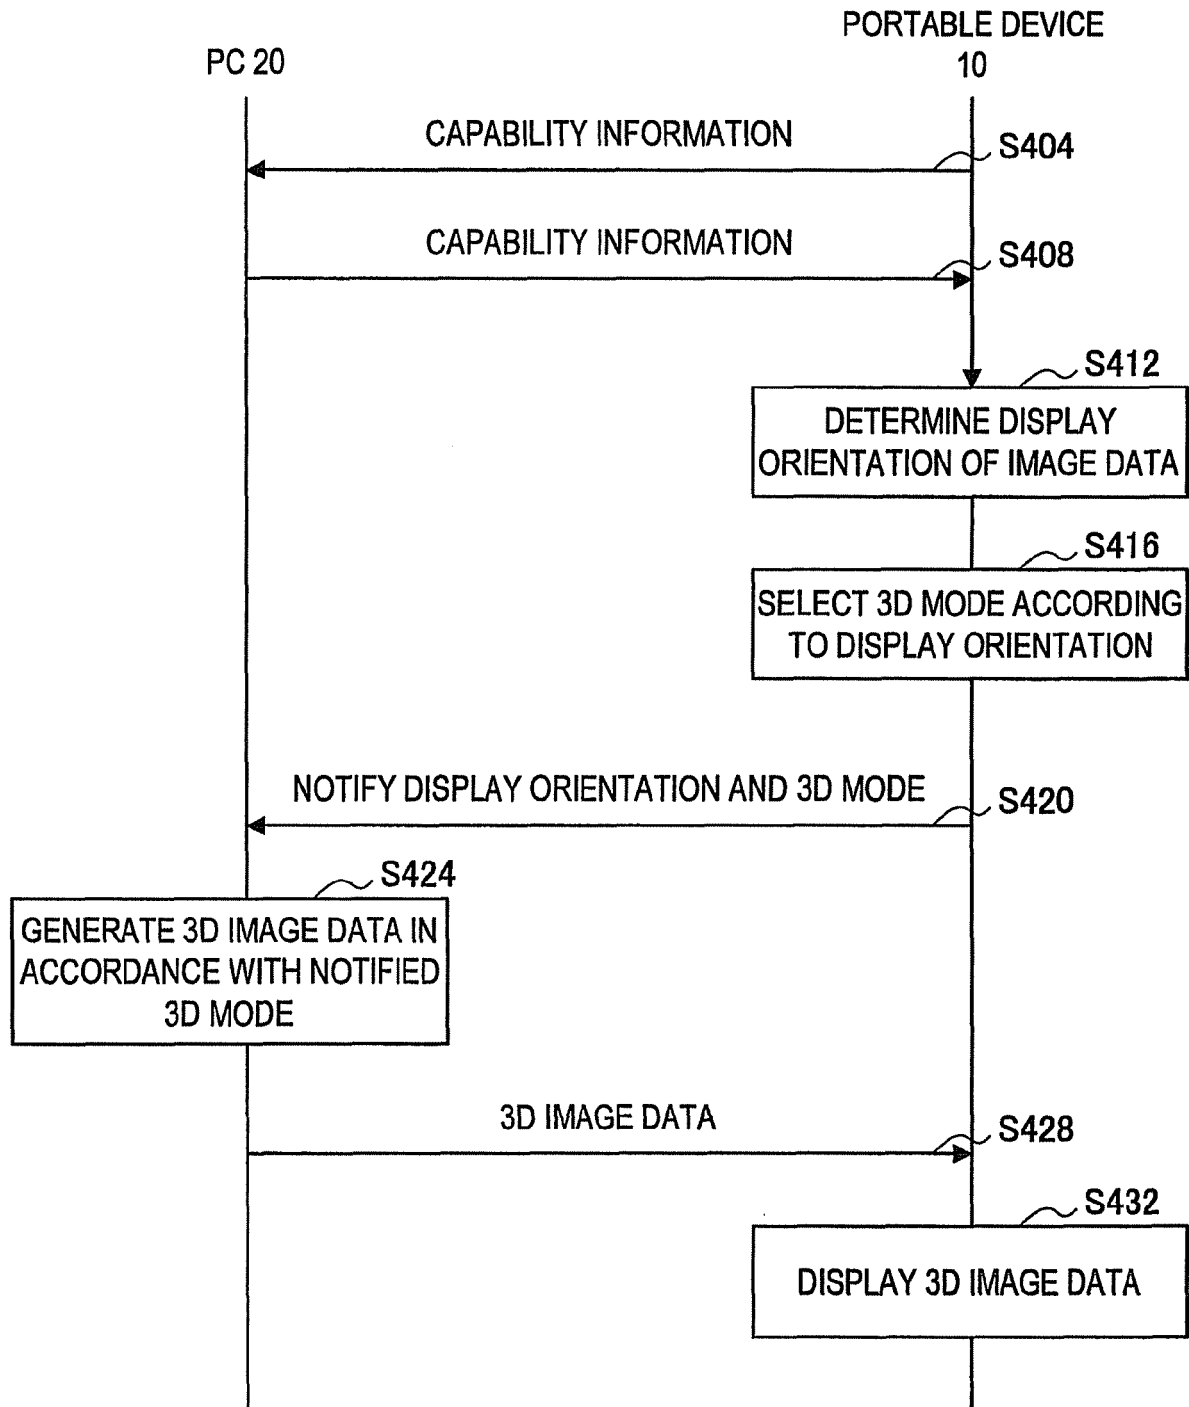 PC 20
PORTABLE DEVICE
10
CAPABILITY INFORMATION
S404
CAPABILITY INFORMATION
S408
S412
DETERMINE DISPLAY
ORIENTATION OF IMAGE DATA
S416
SELECT 3D MODE ACCORDING
TO DISPLAY ORIENTATION
NOTIFY DISPLAY ORIENTATION AND 3D MODE
S420
S424
GENERATE 3D IMAGE DATA IN
ACCORDANCE WITH NOTIFIED
3D MODE
3D IMAGE DATA
S428
S432
DISPLAY 3D IMAGE DATA